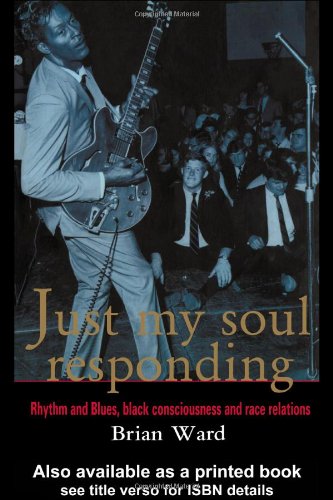 Just my soul
responding
Rhythm and Blues, black consciousness and race relations
Brian Ward
Also available as a printed book
see title verso for ISBN details